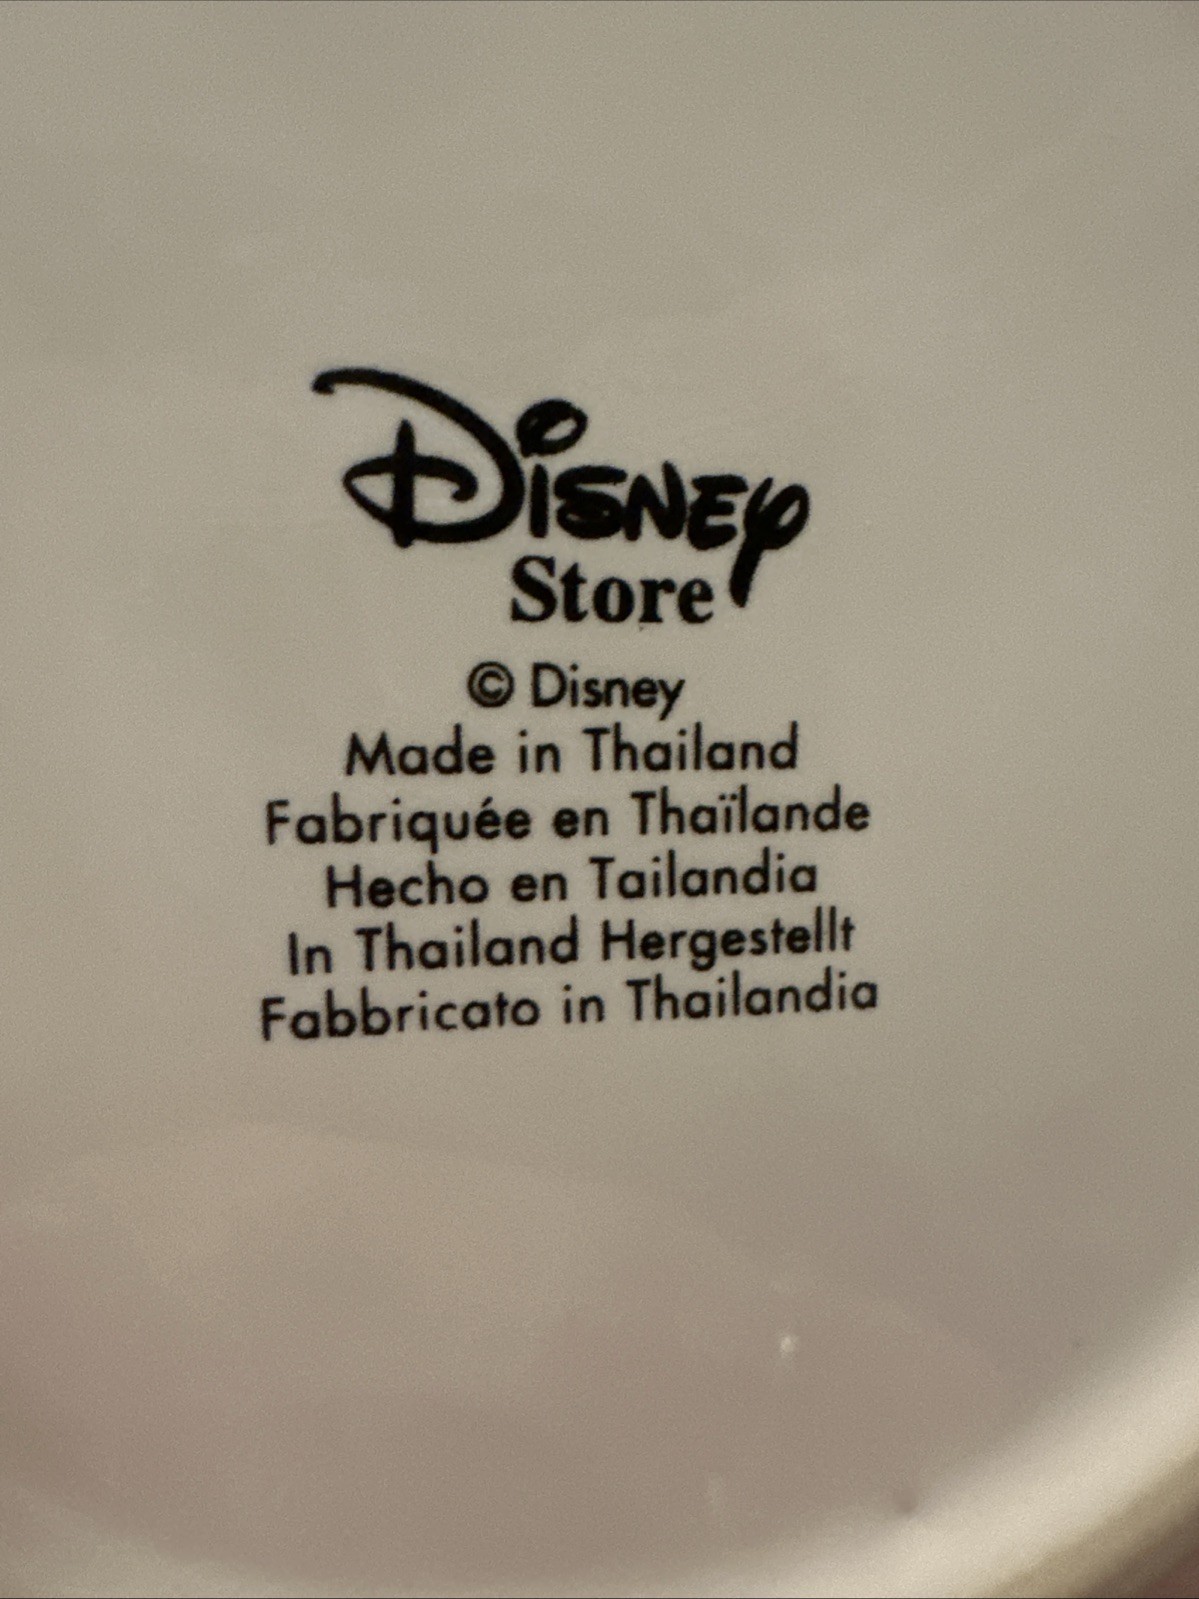 Disney
Store
© Disney
Made in Thailand
Fabriquée en Thaïlande
Hecho en Tailandia
In Thailand Hergestellt
Fabbricato in Thailandia